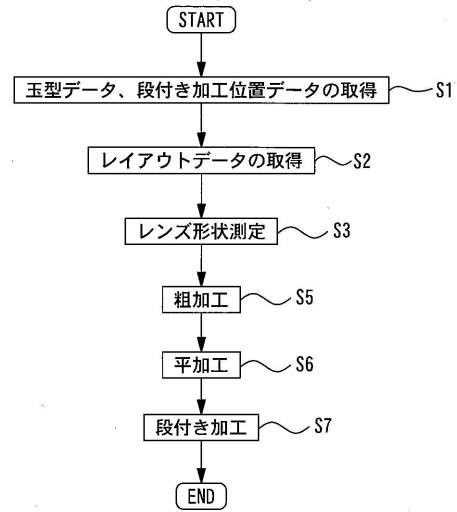 START
玉型データ、段付き加工位置データの取得 S1
レイアウトデータの取得 S2
レンズ形状測定 S3
粗加工 S5
平加工 S6
段付き加工 S7
END